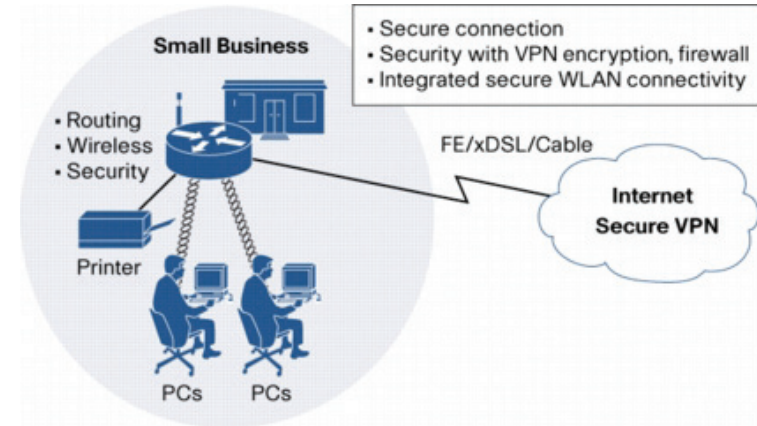 Small Business
• Secure connection
• Security with VPN encryption, firewall
• Integrated secure WLAN connectivity
• Routing
• Wireless
• Security
FE/xDSL/Cable
Internet
Secure VPN
Printer
PCs
PCs